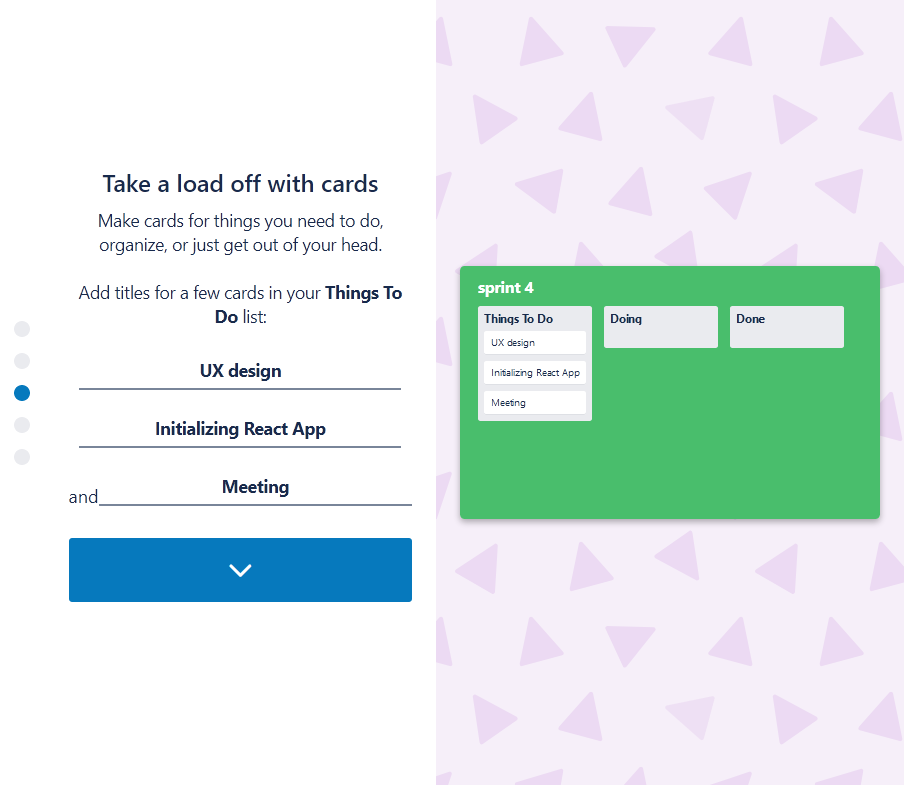 Take a load off with cards
Make cards for things you need to do,
organize, or just get out of your head.
Add titles for a few cards in your Things To
Do list:
UX design
Initializing React App
and Meeting
sprint 4
Things To Do
UX design
Initializing React App
Meeting
Doing
Done